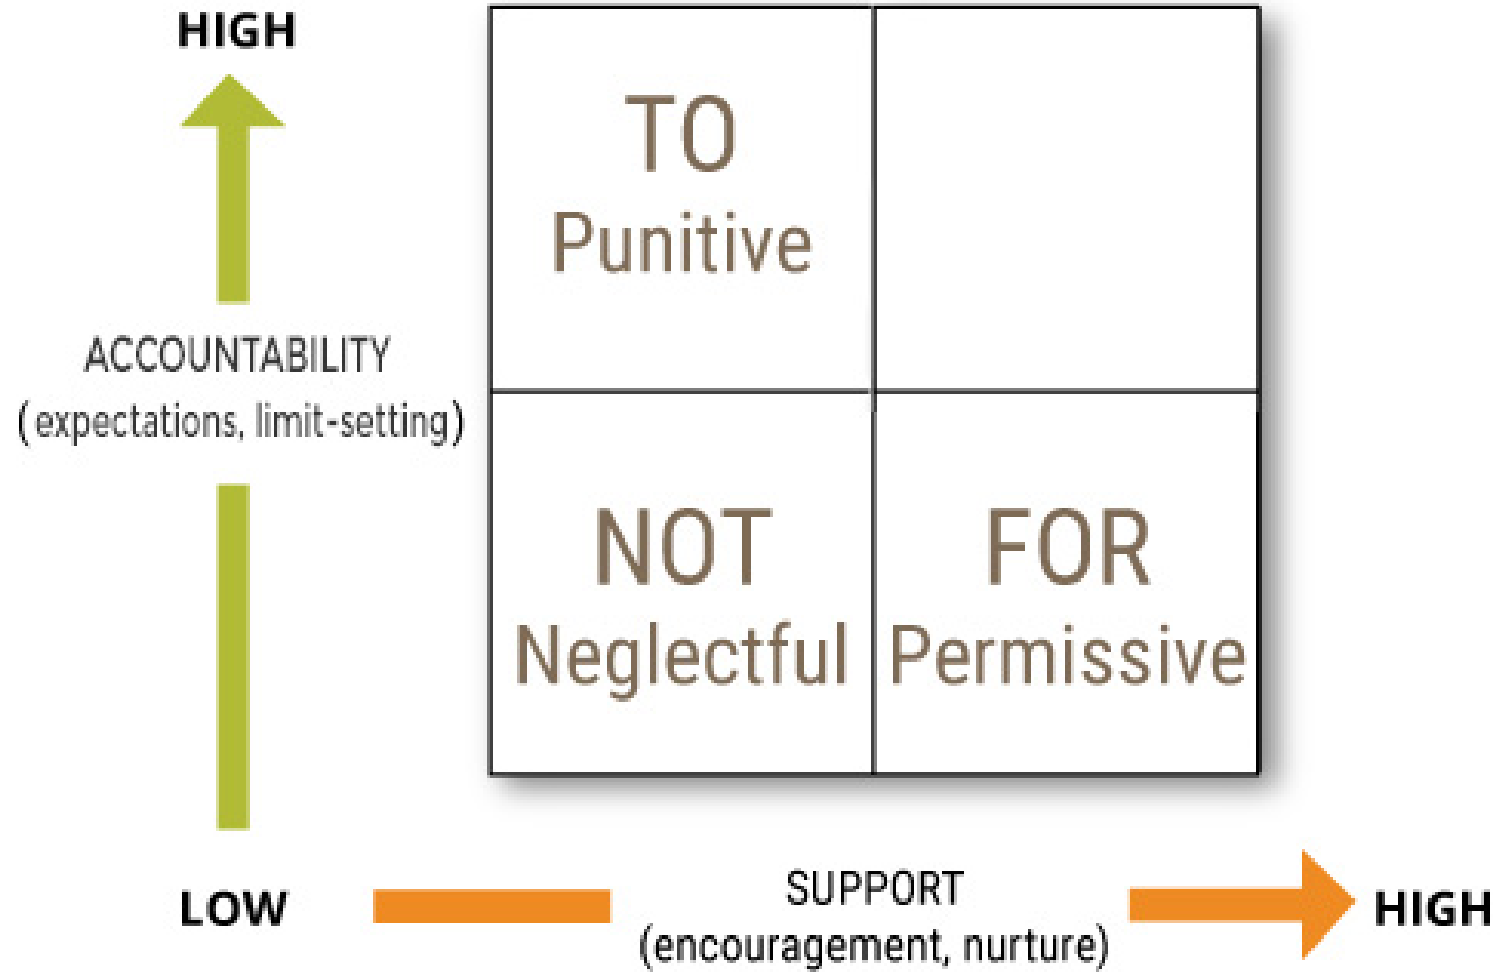 HIGH
TO
Punitive
ACCOUNTABILITY
(expectations, limit-setting)
NOT
Neglectful
FOR
Permissive
LOW
SUPPORT
(encouragement, nurture)
HIGH